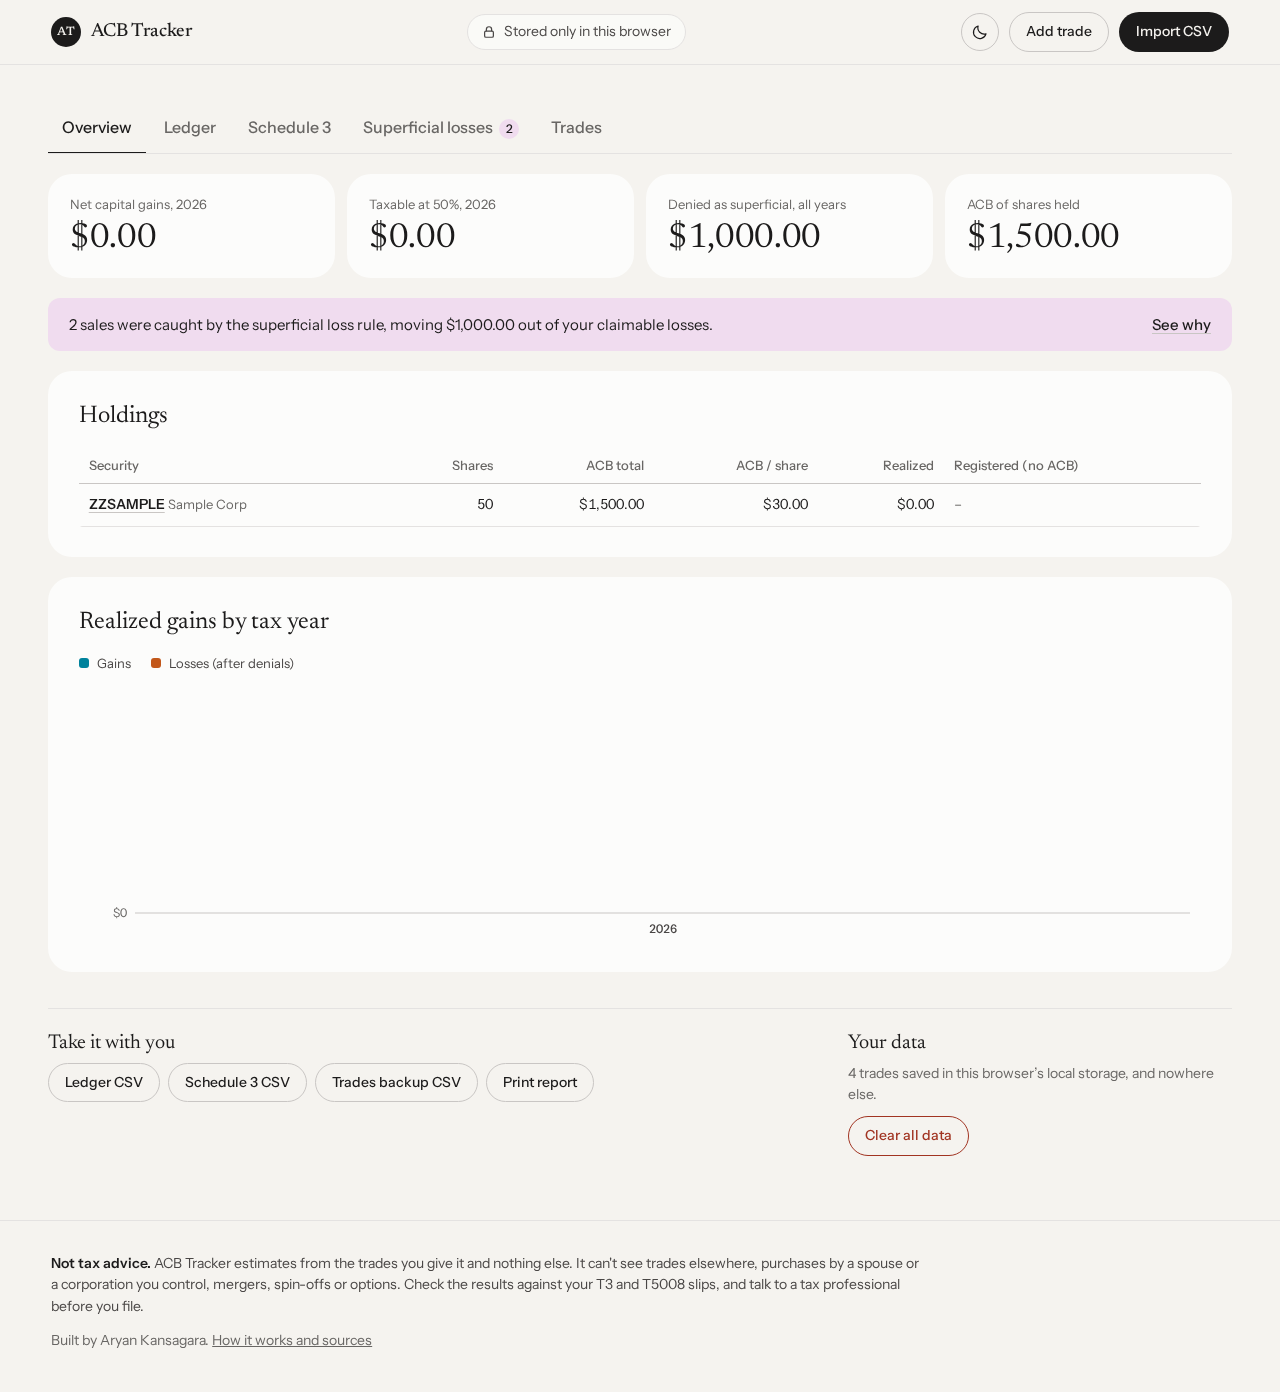 AT ACB Tracker
Stored only in this browser
Add trade
Import CSV
Overview
Ledger
Schedule 3
Superficial losses 2
Trades
Net capital gains, 2026
$0.00
Taxable at 50%, 2026
$0.00
Denied as superficial, all years
$1,000.00
ACB of shares held
$1,500.00
2 sales were caught by the superficial loss rule, moving $1,000.00 out of your claimable losses.
See why
Holdings
Security Shares ACB total ACB / share Realized Registered (no ACB)
ZZSAMPLE Sample Corp 50 $1,500.00 $30.00 $0.00 –
Realized gains by tax year
Gains
Losses (after denials)
$0
2026
Take it with you
Ledger CSV
Schedule 3 CSV
Trades backup CSV
Print report
Your data
4 trades saved in this browser’s local storage, and nowhere
else.
Clear all data
Not tax advice. ACB Tracker estimates from the trades you give it and nothing else. It can't see trades elsewhere, purchases by a spouse or
a corporation you control, mergers, spin-offs or options. Check the results against your T3 and T5008 slips, and talk to a tax professional
before you file.
Built by Aryan Kansagara. How it works and sources